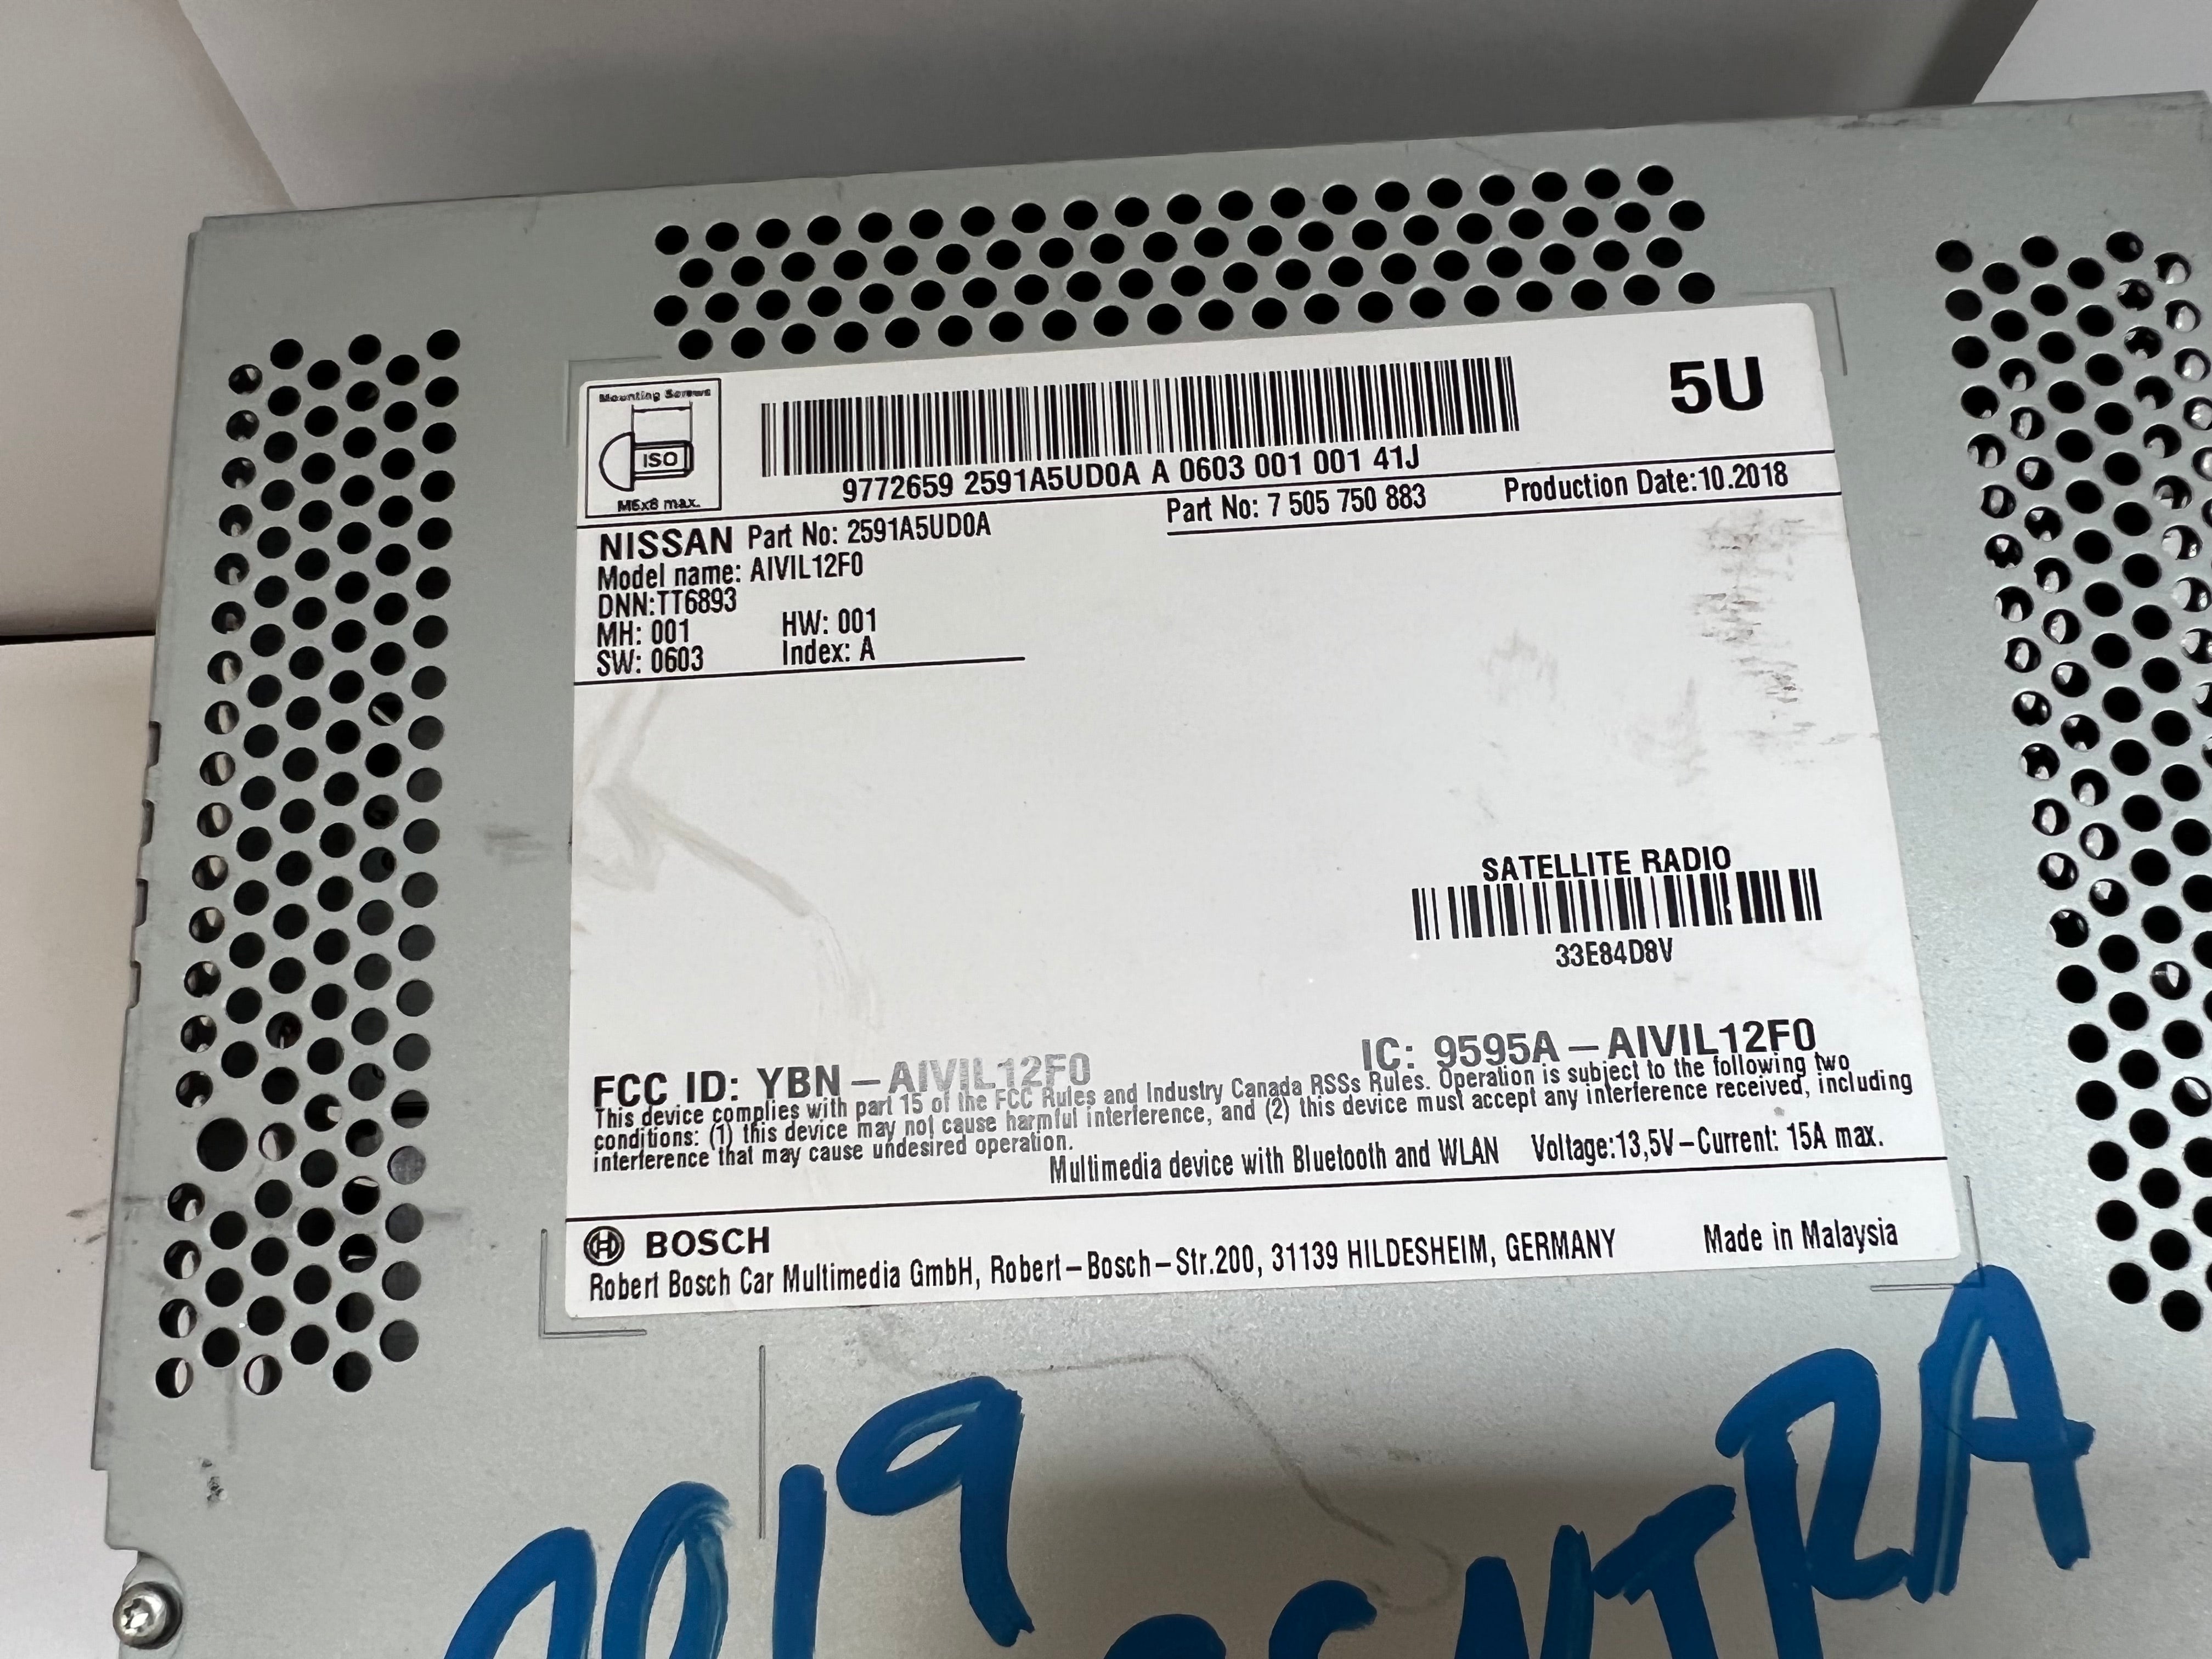 Mounting Screws
ISO
M5x8 max.
5U
9772659 2591A5UD0A A 0603 001 001 41J
NISSAN Part No: 2591A5UD0A
Part No: 7 505 750 883
Production Date:10.2018
Model name: AIVIL12F0
DNN:TT6893
MH: 001 HW: 001
SW: 0603 Index: A
SATELLITE RADIO
33E84D8V
FCC ID: YBN-AIVIL12F0 IC: 9595A-AIVIL12F0
This device complies with part 15 of the FCC Rules and Industry Canada RSSs Rules. Operation is subject to the following two
conditions: (1) this device may not cause harmful interference, and (2) this device must accept any interference received, including
interference that may cause undesired operation.
Multimedia device with Bluetooth and WLAN Voltage:13,5V-Current: 15A max.
BOSCH
Robert Bosch Car Multimedia GmbH, Robert-Bosch-Str.200, 31139 HILDESHEIM, GERMANY Made in Malaysia
2019 SENTRA